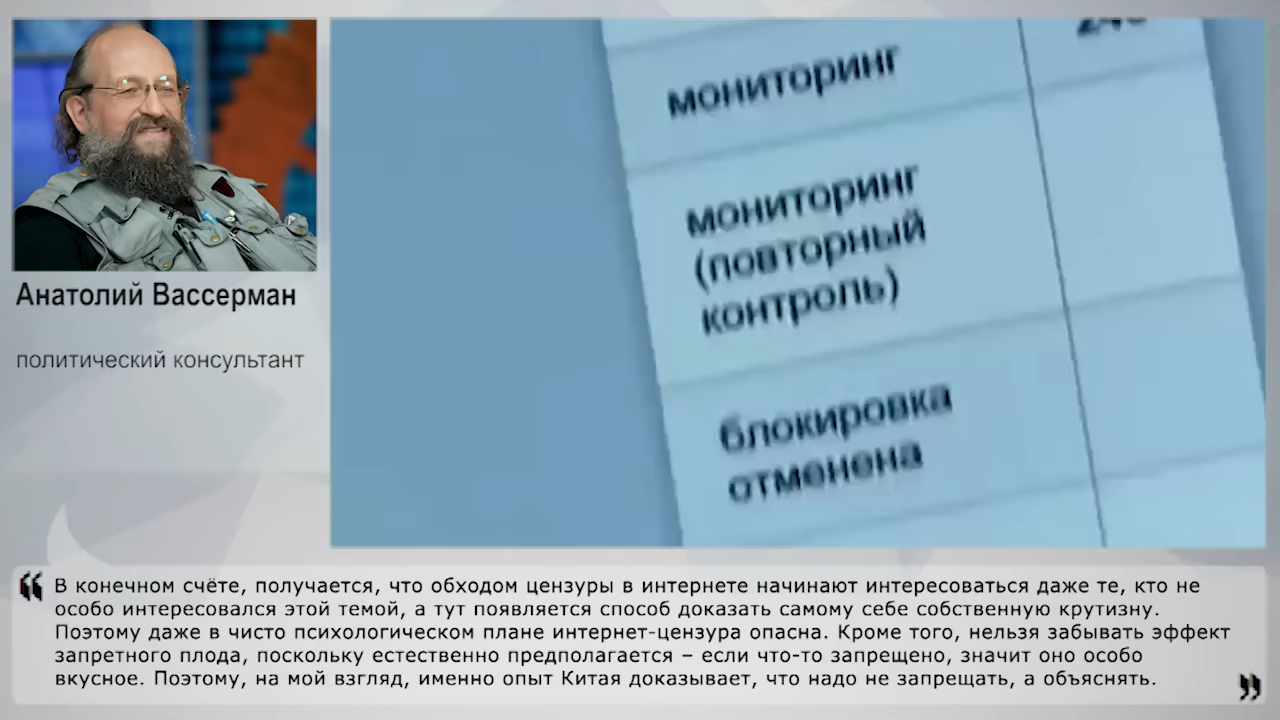 Анатолий Вассерман
политический консультант
мониторинг
мониторинг
(повторный
контроль)
блокировка
отменена
“ В конечном счёте, получается, что обходом цензуры в интернете начинают интересоваться даже те, кто не
особо интересовался этой темой, а тут появляется способ доказать самому себе собственную крутизну.
Поэтому даже в чисто психологическом плане интернет-цензура опасна. Кроме того, нельзя забывать эффект
запретного плода, поскольку естественно предполагается – если что-то запрещено, значит оно особо
вкусное. Поэтому, на мой взгляд, именно опыт Китая доказывает, что надо не запрещать, а объяснять. ”